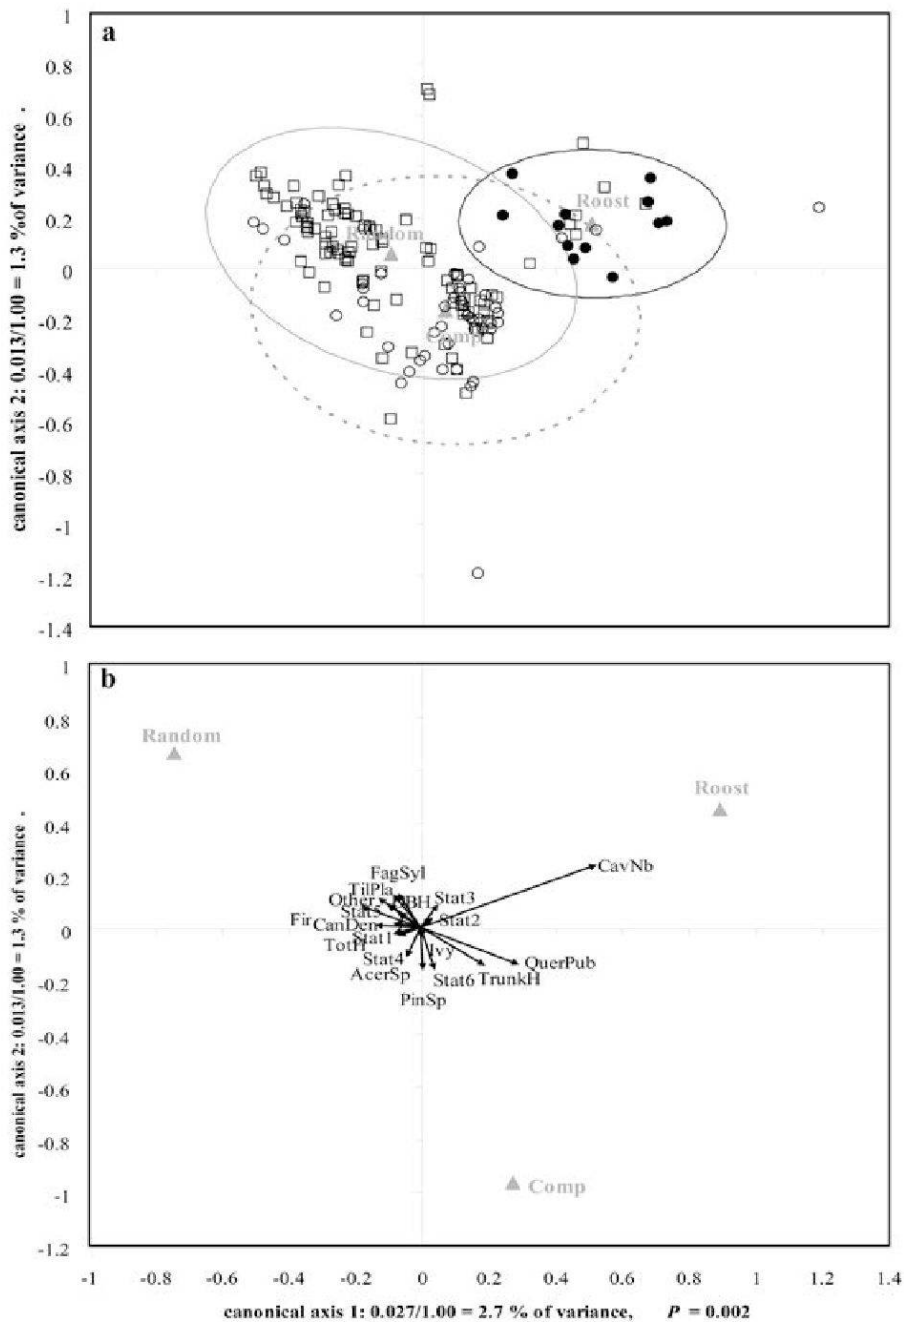 a
1
0.8
0.6
0.4
0.2
0
-0.2
-0.4
-0.6
-0.8
-1
-1.2
-1.4
canonical axis 2: 0.013/1.00 = 1.3 %of variance .
Roost
Random
Comp
b
1
0.8
0.6
0.4
0.2
0
-0.2
-0.4
-0.6
-0.8
-1
-1.2
canonical axis 2: 0.013/1.00 = 1.3 % of variance .
Random
Roost
CavNb
FagSyl
TilPla
Other DBH Stat3
Stat5 Stat2
Fir CanDen
Stat1
TotH Ivy
Stat4 QuerPub
AcerSp Stat6 TrunkH
PinSp
Comp
-1 -0.8 -0.6 -0.4 -0.2 0 0.2 0.4 0.6 0.8 1 1.2 1.4
canonical axis 1: 0.027/1.00 = 2.7 % of variance, P = 0.002